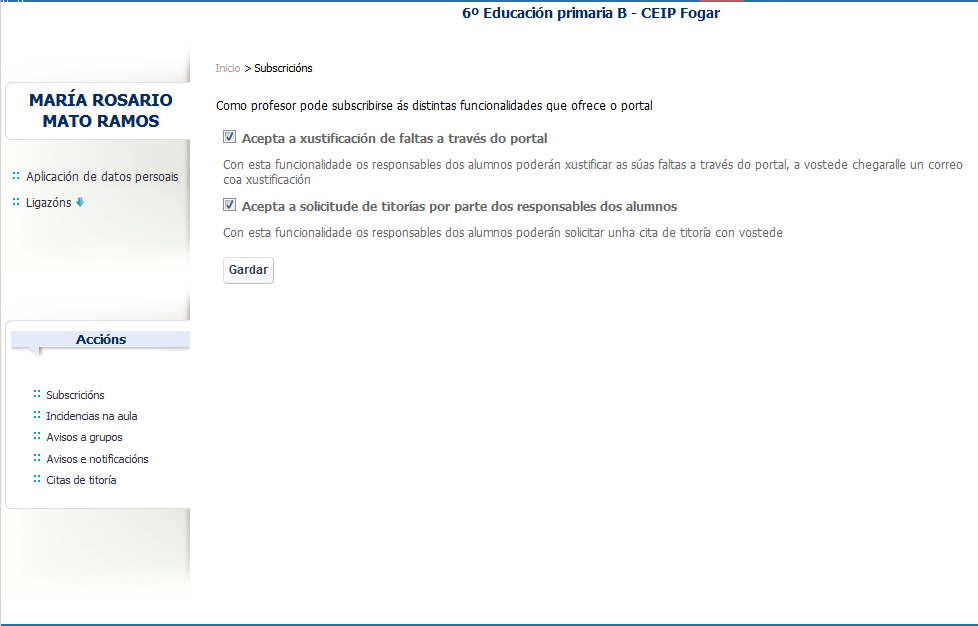 6º Educación primaria B - CEIP Fogar
Inicio > Subscricións
MARÍA ROSARIO
MATO RAMOS
Aplicación de datos persoais
Ligazóns
Como profesor pode subscribirse ás distintas funcionalidades que ofrece o portal
Acepta a xustificación de faltas a través do portal
Con esta funcionalidade os responsables dos alumnos poderán xustificar as súas faltas a través do portal, a vostede chegaralle un correo
coa xustificación
Acepta a solicitude de titorías por parte dos responsables dos alumnos
Con esta funcionalidade os responsables dos alumnos poderán solicitar unha cita de titoría con vostede
Gardar
Accións
Subscricións
Incidencias na aula
Avisos a grupos
Avisos e notificacións
Citas de titoría